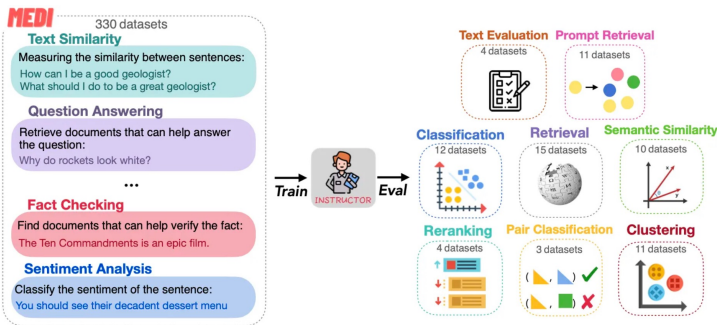 MEDI
330 datasets
Text Similarity
Measuring the similarity between sentences:
How can I be a good geologist?
What should I do to be a great geologist?
Question Answering
Retrieve documents that can help answer
the question:
Why do rockets look white?
...
Fact Checking
Find documents that can help verify the fact:
The Ten Commandments is an epic film.
Sentiment Analysis
Classify the sentiment of the sentence:
You should see their decadent dessert menu
Train
INSTRUCTOR
Eval
Text Evaluation
4 datasets
Prompt Retrieval
11 datasets
Classification
12 datasets
Retrieval
15 datasets
Semantic Similarity
10 datasets
x
y
Reranking
4 datasets
Pair Classification
3 datasets
( , )
( , )
Clustering
11 datasets